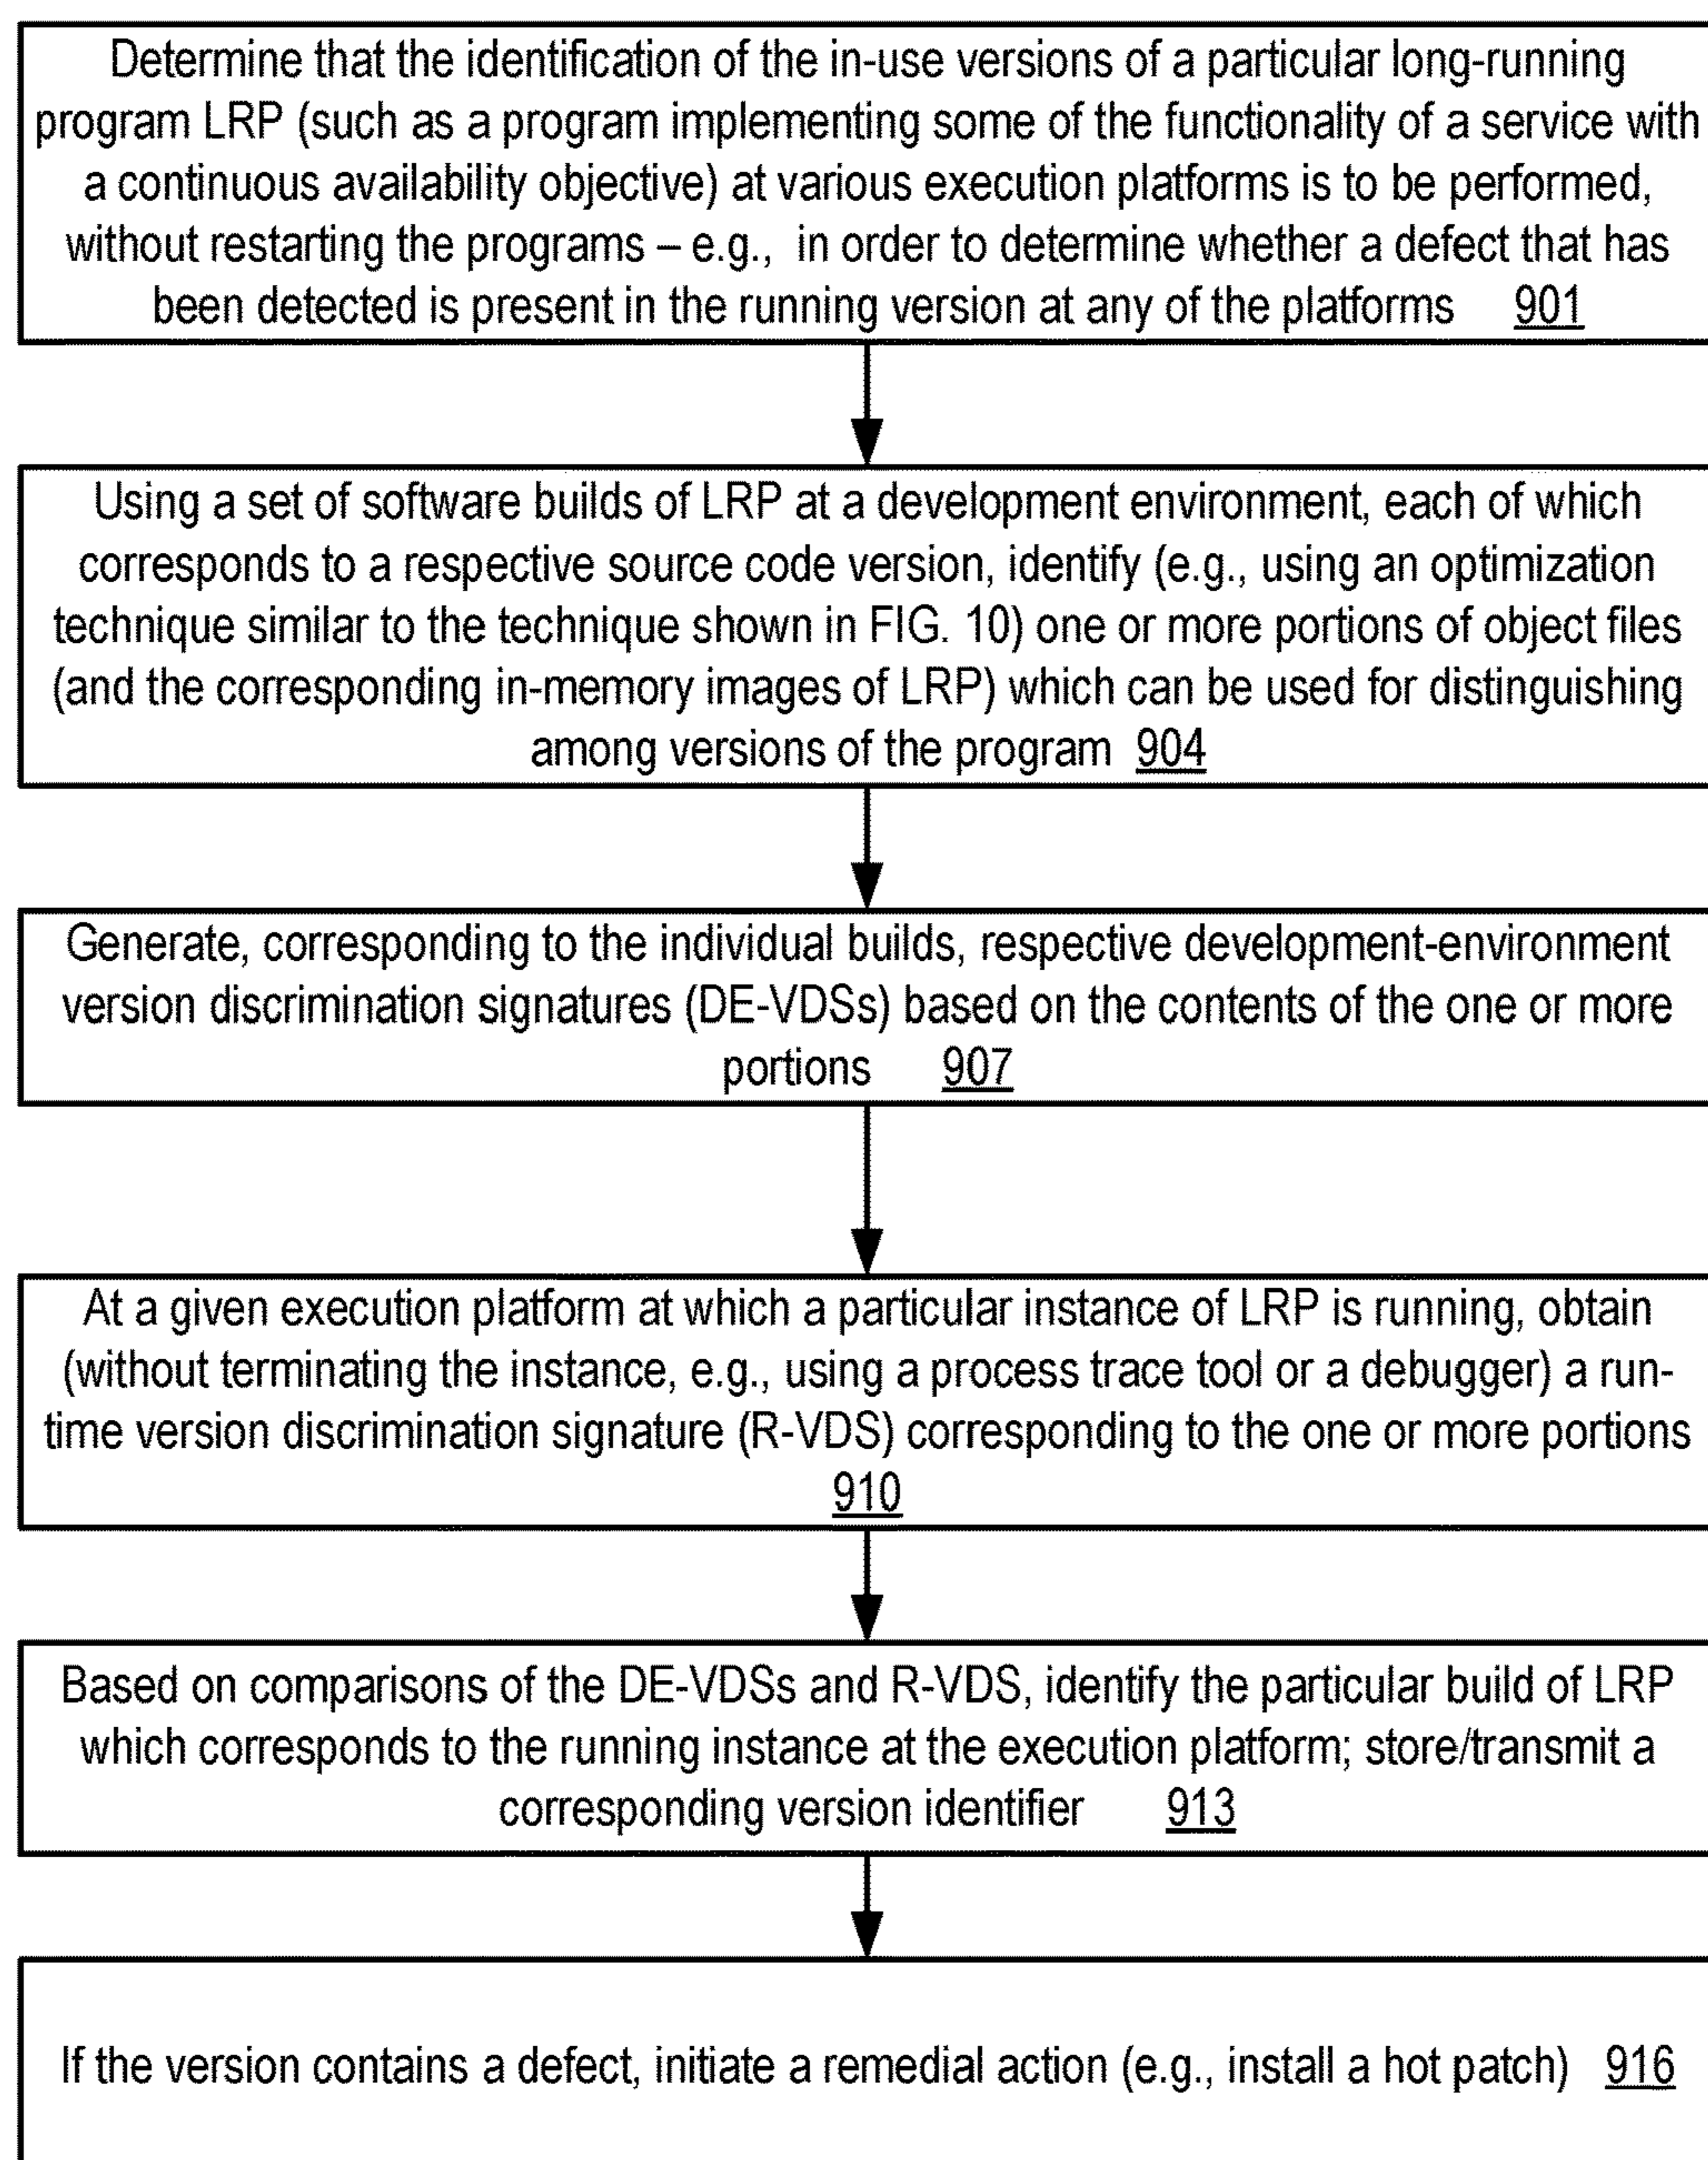 Determine that the identification of the in-use versions of a particular long-running
program LRP (such as a program implementing some of the functionality of a service with
a continuous availability objective) at various execution platforms is to be performed,
without restarting the programs – e.g., in order to determine whether a defect that has
been detected is present in the running version at any of the platforms 901
Using a set of software builds of LRP at a development environment, each of which
corresponds to a respective source code version, identify (e.g., using an optimization
technique similar to the technique shown in FIG. 10) one or more portions of object files
(and the corresponding in-memory images of LRP) which can be used for distinguishing
among versions of the program 904
Generate, corresponding to the individual builds, respective development-environment
version discrimination signatures (DE-VDSs) based on the contents of the one or more
portions 907
At a given execution platform at which a particular instance of LRP is running, obtain
(without terminating the instance, e.g., using a process trace tool or a debugger) a run-
time version discrimination signature (R-VDS) corresponding to the one or more portions
910
Based on comparisons of the DE-VDSs and R-VDS, identify the particular build of LRP
which corresponds to the running instance at the execution platform; store/transmit a
corresponding version identifier 913
If the version contains a defect, initiate a remedial action (e.g., install a hot patch) 916